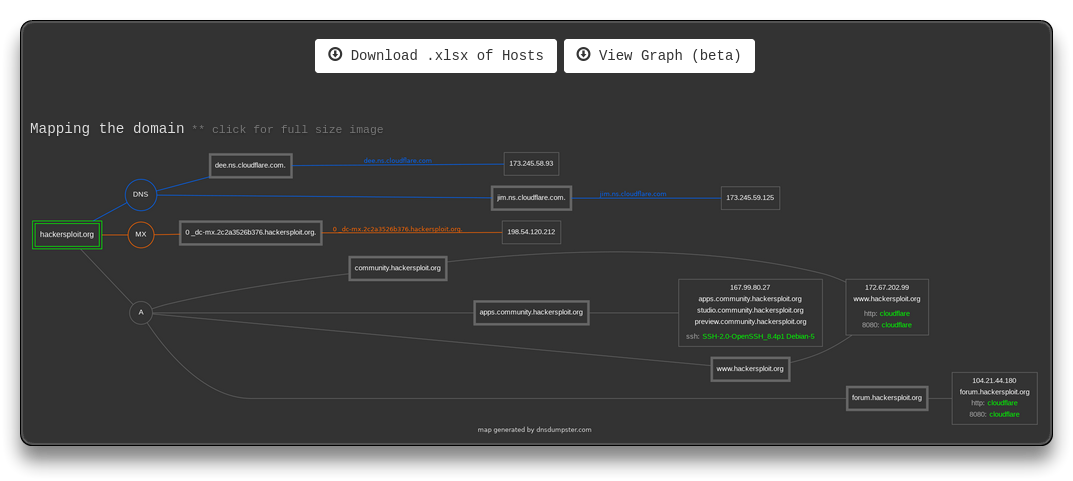 Download .xlsx of Hosts
View Graph (beta)
Mapping the domain ** click for full size image
dee.ns.cloudflare.com.
dee.ns.cloudflare.com
173.245.58.93
DNS
jim.ns.cloudflare.com.
jim.ns.cloudflare.com
173.245.59.125
hackersploit.org
MX
0 _dc-mx.2c2a3526b376.hackersploit.org.
0 _dc-mx.2c2a3526b376.hackersploit.org.
198.54.120.212
community.hackersploit.org
A
apps.community.hackersploit.org
167.99.80.27
apps.community.hackersploit.org
studio.community.hackersploit.org
preview.community.hackersploit.org
ssh: SSH-2.0-OpenSSH_8.4p1 Debian-5
172.67.202.99
www.hackersploit.org
http: cloudflare
8080: cloudflare
www.hackersploit.org
forum.hackersploit.org
104.21.44.180
forum.hackersploit.org
http: cloudflare
8080: cloudflare
map generated by dnsdumpster.com